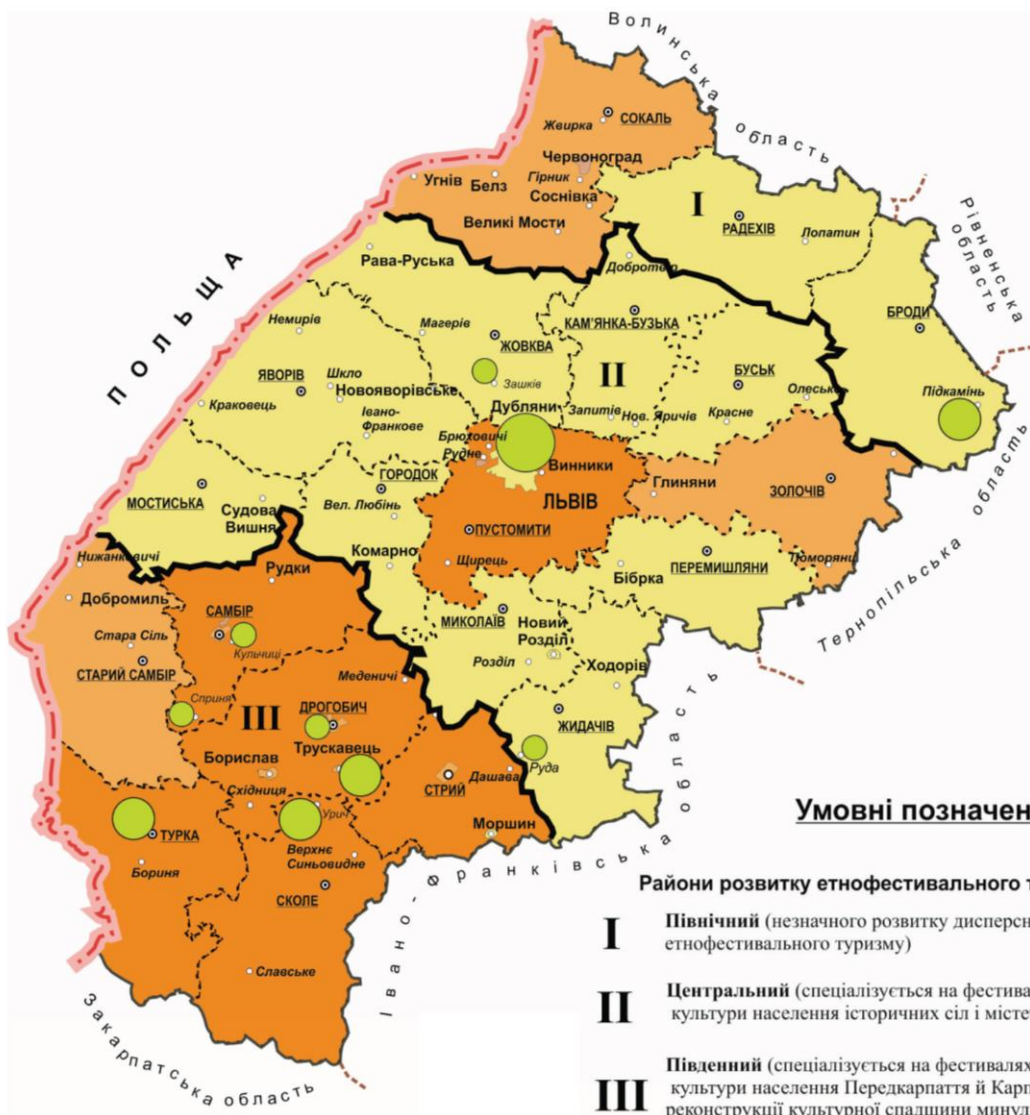 Волинська область
Жвирка
СОКАЛЬ
Червоноград
Угнів
Белз
Гірник
Соснівка
Великі Мости
I
РАДЕХІВ
Лопатин
Рівненська
область
ПОЛЬЩА
Рава-Руська
Добротвір
Немирів
Магерів
КАМ'ЯНКА-БУЗЬКА
БРОДИ
ЖОВКВА
II
БУСЬК
ЯВОРІВ
Шкло
Новояворівське
Зашків
Олесько
Підкамінь
Краковець
Івано-
Франкове
Дубляни
Запитів
Нов. Яричів
Красне
Брюховичі
Рудне
Винники
ГОРОДОК
ЛЬВІВ
Глиняни
ЗОЛОЧІВ
МОСТИСЬКА
Судова
Вишня
Вел. Любінь
ПУСТОМИТИ
Нижанковичі
Комарно
Щирець
ПЕРЕМИШЛЯНИ
Поморяни
Рудки
Бібрка
Тернопільська область
Добромиль
САМБІР
МИКОЛАЇВ
Новий
Розділ
Стара Сіль
Кульчиці
Розділ
Ходорів
СТАРИЙ САМБІР
Меденичі
Сприня
III
ДРОГОБИЧ
ЖИДАЧІВ
Борислав
Трускавець
Руда
Східниця
СТРИЙ
Дашава
Урич
ТУРКА
Моршин
Верхнє
Синьовидне
Бориня
СКОЛЕ
Славське
Івано-Франківська область
Закарпатська область
Умовні позначен
Райони розвитку етнофестивального т
I Північний (незначного розвитку дисперсн
етнофестивального туризму)
II Центральний (спеціалізується на фестива
культури населення історичних сіл і місте
III Південний (спеціалізується на фестивалях
культури населення Передкарпаття й Карп
реконструкції культурної спадщини мину